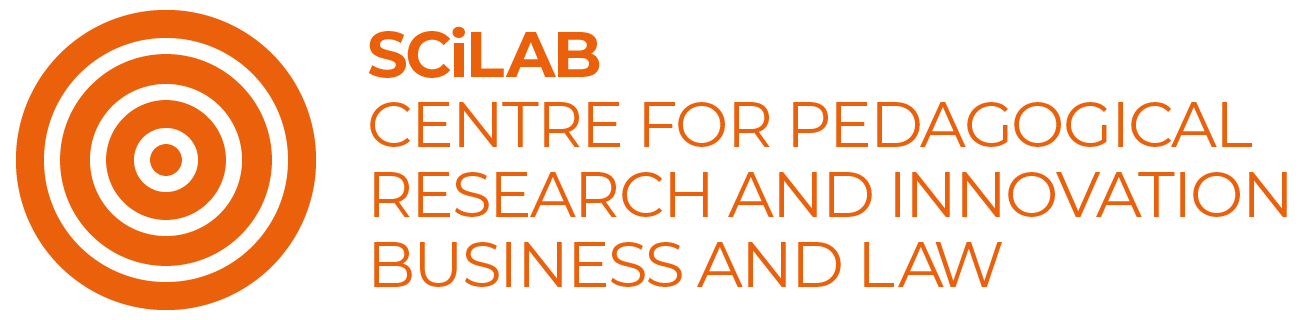 SCiLAB
CENTRE FOR PEDAGOGICAL
RESEARCH AND INNOVATION
BUSINESS AND LAW